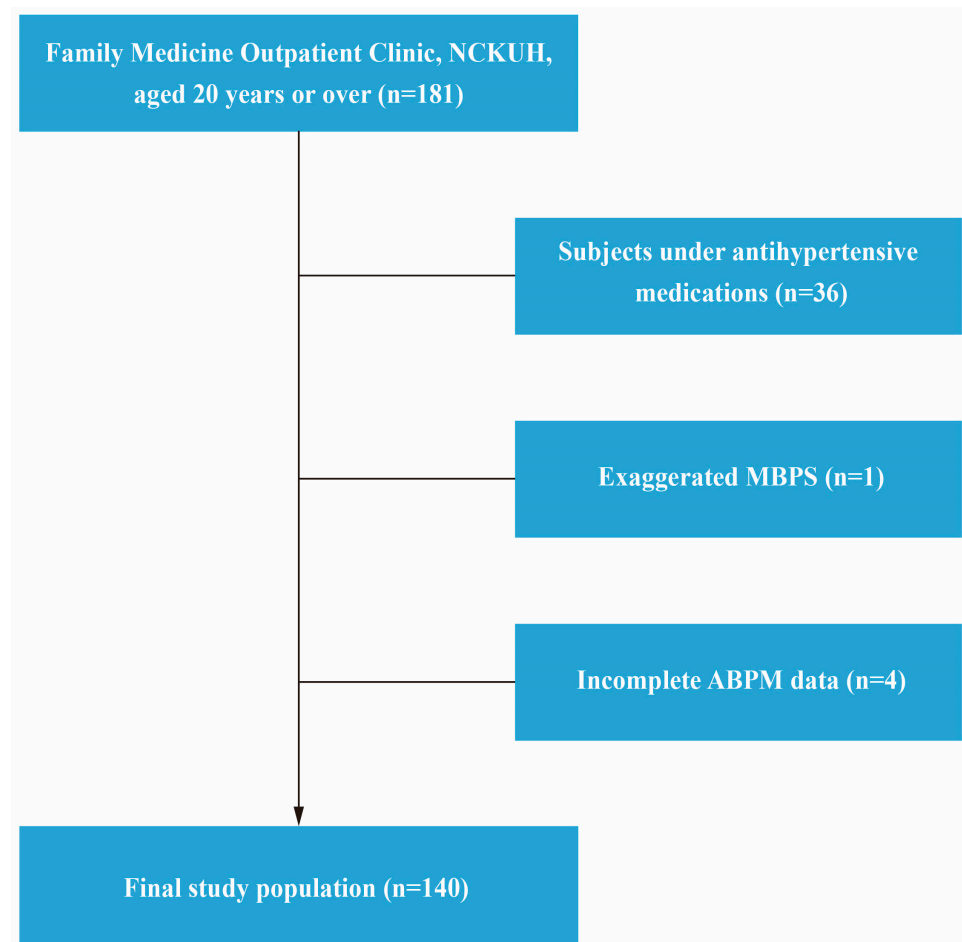 Family Medicine Outpatient Clinic, NCKUH,
aged 20 years or over (n=181)
Subjects under antihypertensive
medications (n=36)
Exaggerated MBPS (n=1)
Incomplete ABPM data (n=4)
Final study population (n=140)